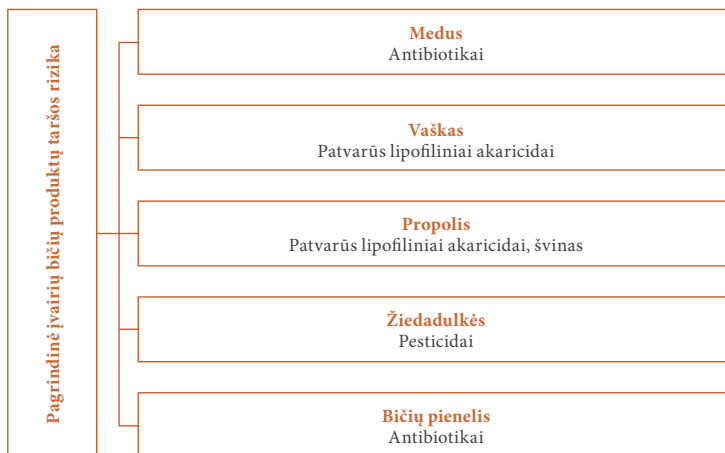 Pagrindinė įvairių bičių produktų taršos rizika
Medus
Antibiotikai
Vaškas
Patvarūs lipofiliniai akaricidai
Propolis
Patvarūs lipofiliniai akaricidai, švinas
Žiedadulkės
Pesticidai
Bičių pienelis
Antibiotikai